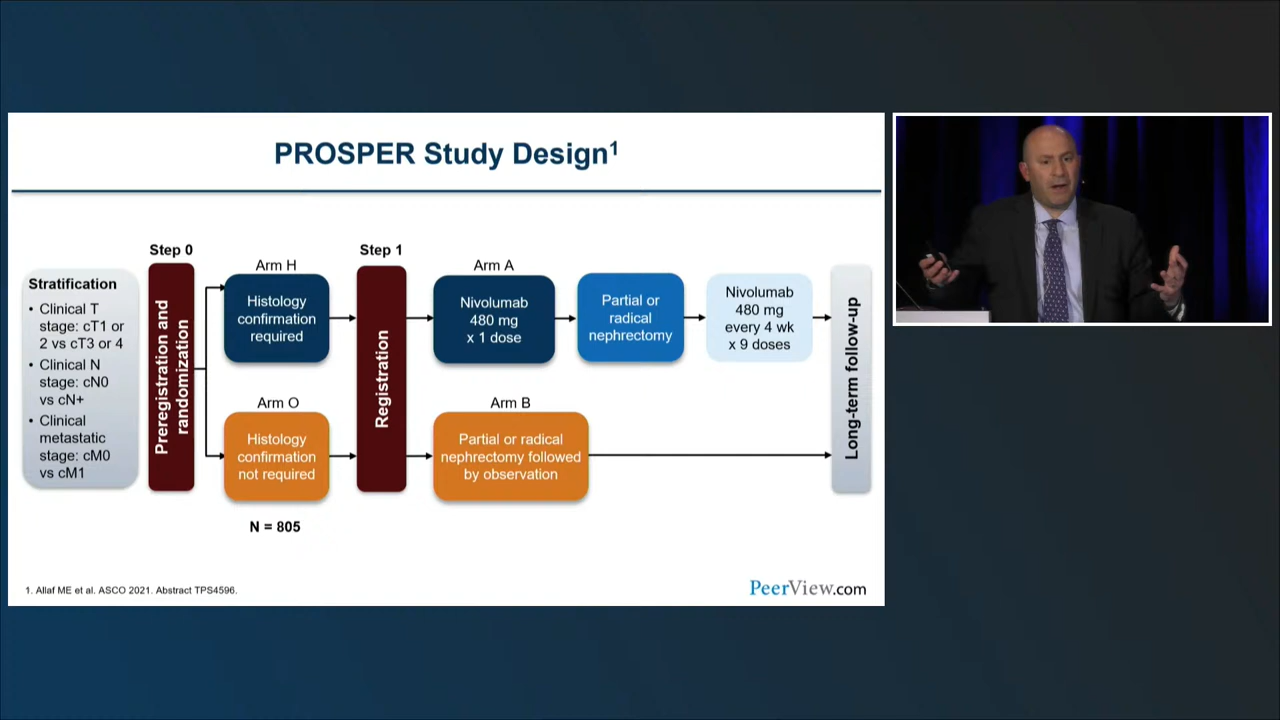 PROSPER Study Design1
Stratification
• Clinical T
stage: cT1 or
2 vs cT3 or 4
• Clinical N
stage: cN0
vs cN+
• Clinical
metastatic
stage: cM0
vs cM1
Step 0
Preregistration and
randomization
Arm H
Histology
confirmation
required
Arm O
Histology
confirmation
not required
N = 805
Step 1
Registration
Arm A
Nivolumab
480 mg
x 1 dose
Partial or
radical
nephrectomy
Nivolumab
480 mg
every 4 wk
x 9 doses
Arm B
Partial or radical
nephrectomy followed
by observation
Long-term follow-up
1. Allaf ME et al. ASCO 2021. Abstract TPS4596.
PeerView.com